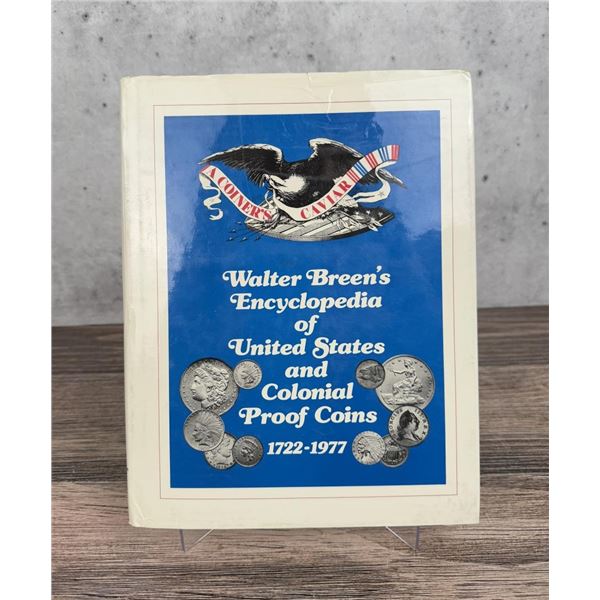 A COINER'S CAVIAR
Walter Breen's
Encyclopedia
of
United States
and
Colonial
Proof Coins
1722-1977